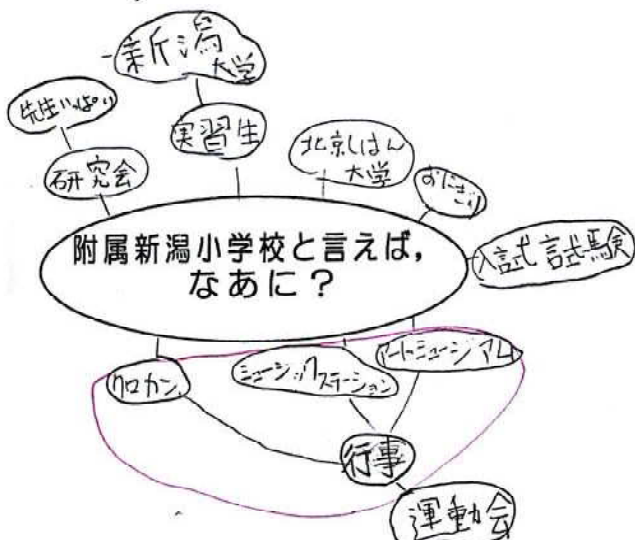 新潟
大学
先生いっぱい
実習生
北京しはん
大学
研究会
おにぎり
附属新潟小学校と言えば,
なあに？
入試試験
クロカン
ミュージックステーション
アートミュージアム
行事
運動会